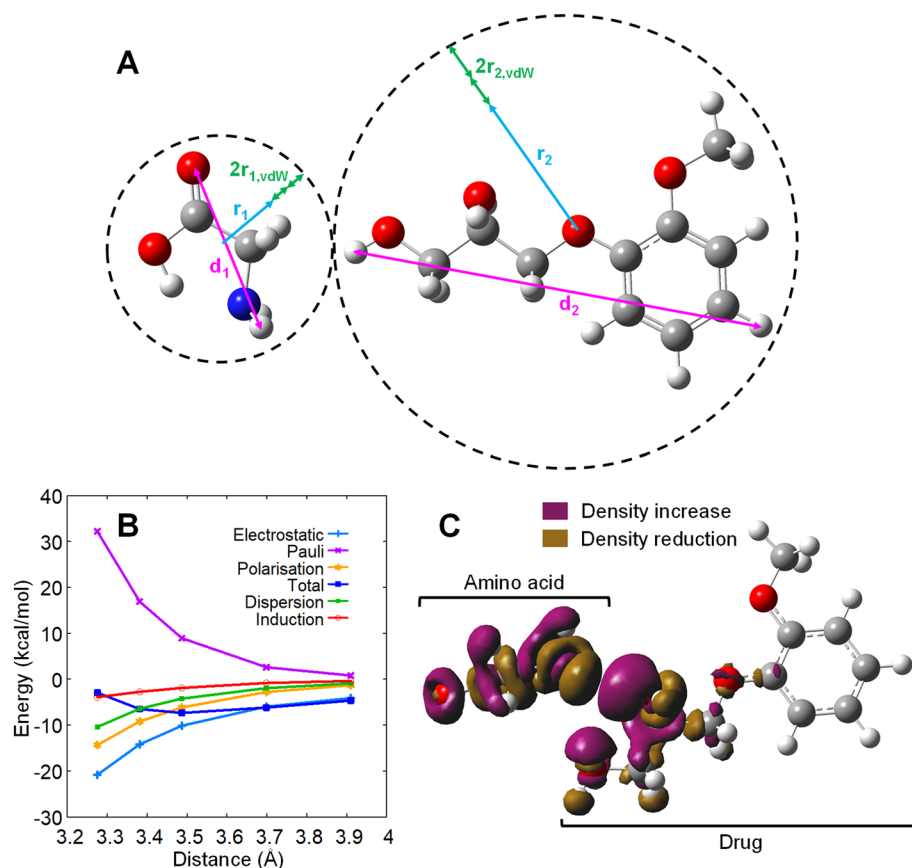 A
2r2,vdW
2r1,vdW
r2
r1
d1
d2
B
Electrostatic
Pauli
Polarisation
Total
Dispersion
Induction
Energy (kcal/mol)
40
30
20
10
0
-10
-20
-30
3.2 3.3 3.4 3.5 3.6 3.7 3.8 3.9 4
Distance (Å)
C
Density increase
Density reduction
Amino acid
Drug